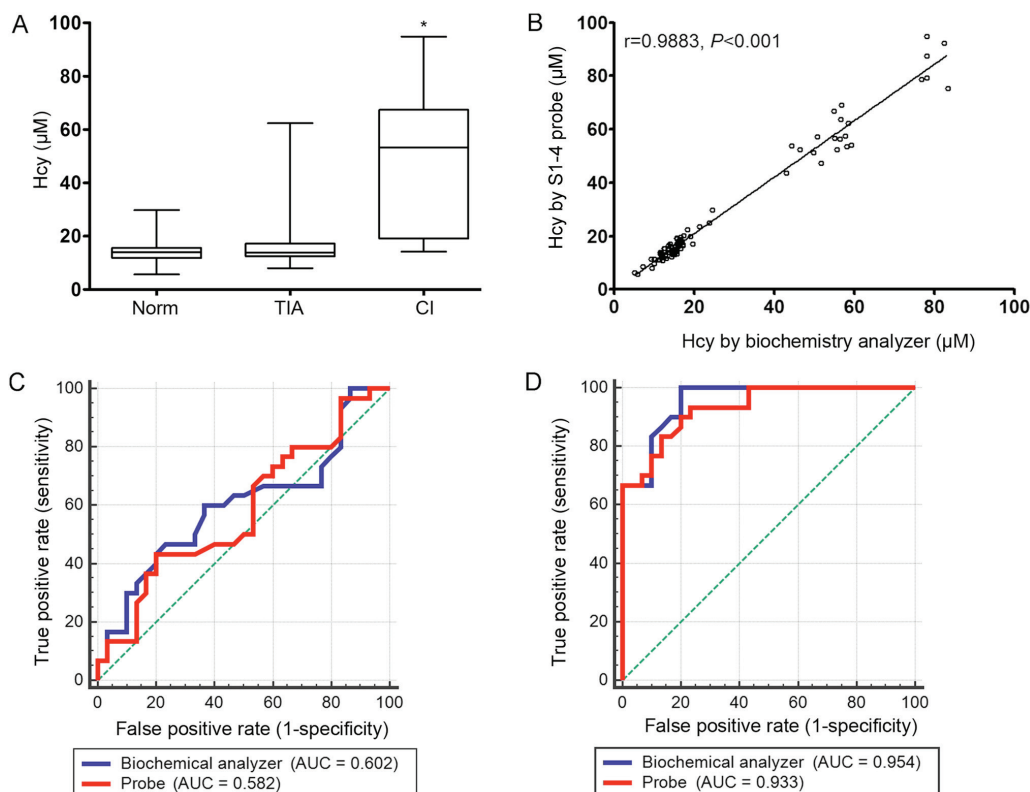 A
100
*
80
60
40
20
0
Hcy (µM)
Norm TIA CI
B
r=0.9883, P<0.001
100
80
60
40
20
0
Hcy by S1-4 probe (µM)
0 20 40 60 80 100
Hcy by biochemistry analyzer (µM)
C
100
80
60
40
20
0
True positive rate (sensitivity)
0 20 40 60 80 100
False positive rate (1-specificity)
Biochemical analyzer (AUC = 0.602)
Probe (AUC = 0.582)
D
100
80
60
40
20
0
True positive rate (sensitivity)
0 20 40 60 80 100
False positive rate (1-specificity)
Biochemical analyzer (AUC = 0.954)
Probe (AUC = 0.933)